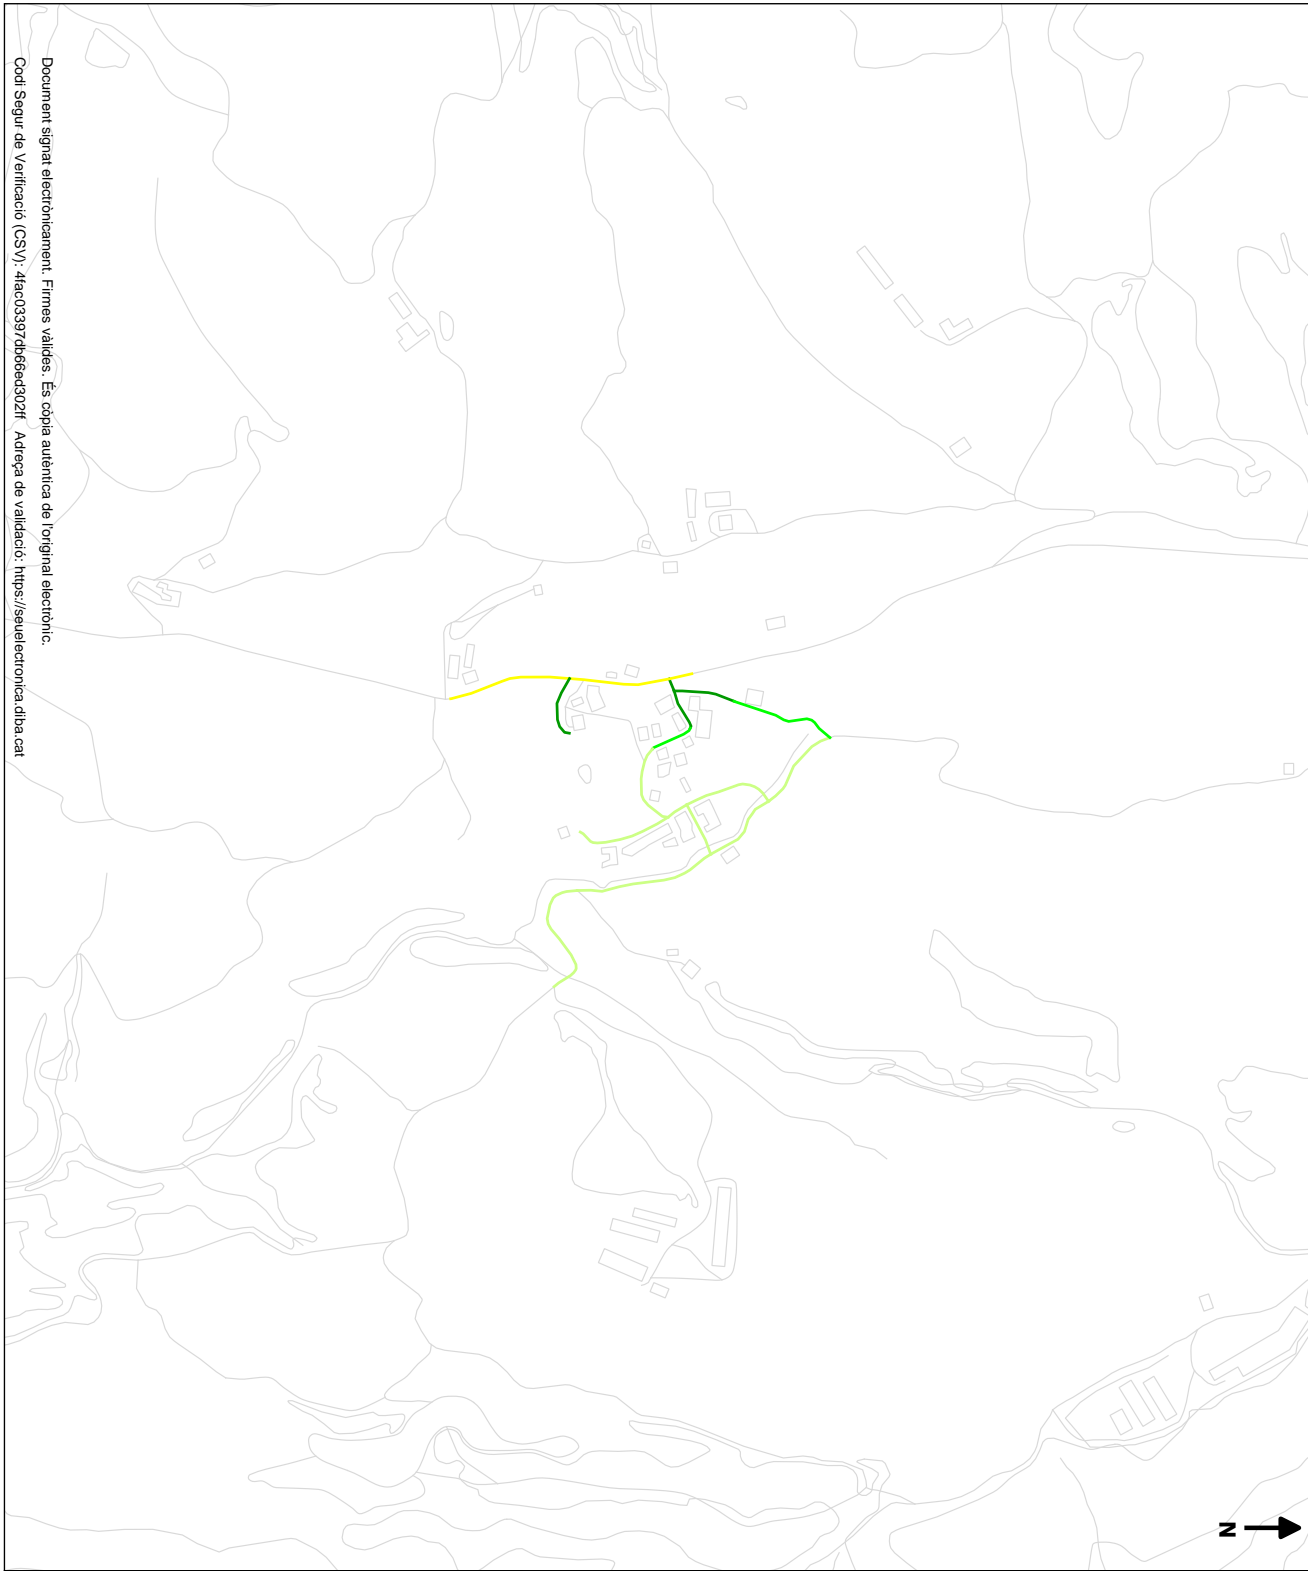 Document signat electrònicament. Firmes vàlides. És còpia autèntica de l'original electrònic.
Codi Segur de Verificació (CSV): 4fac03397db66ed302ff Adreça de validació: https://seuelectronica.diba.cat
N